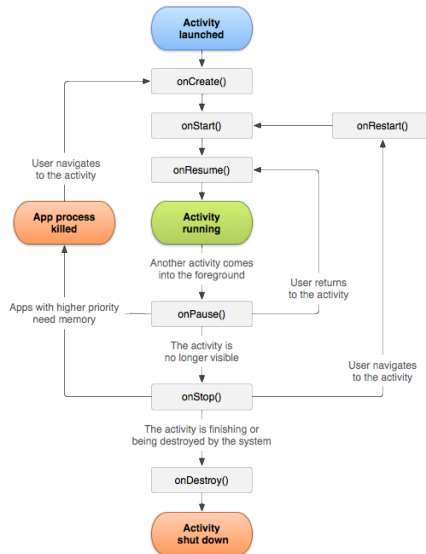 Activity
launched
onCreate()
onStart()
onRestart()
User navigates
to the activity
onResume()
App process
killed
Activity
running
Another activity comes
into the foreground
User returns
to the activity
Apps with higher priority
need memory
onPause()
The activity is
no longer visible
User navigates
to the activity
onStop()
The activity is finishing or
being destroyed by the system
onDestroy()
Activity
shut down